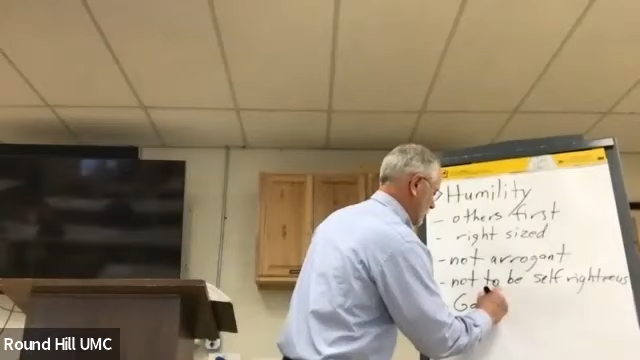 Humility
- others first
- right sized
- not arrogant
- not to be self righteous
Round Hill UMC